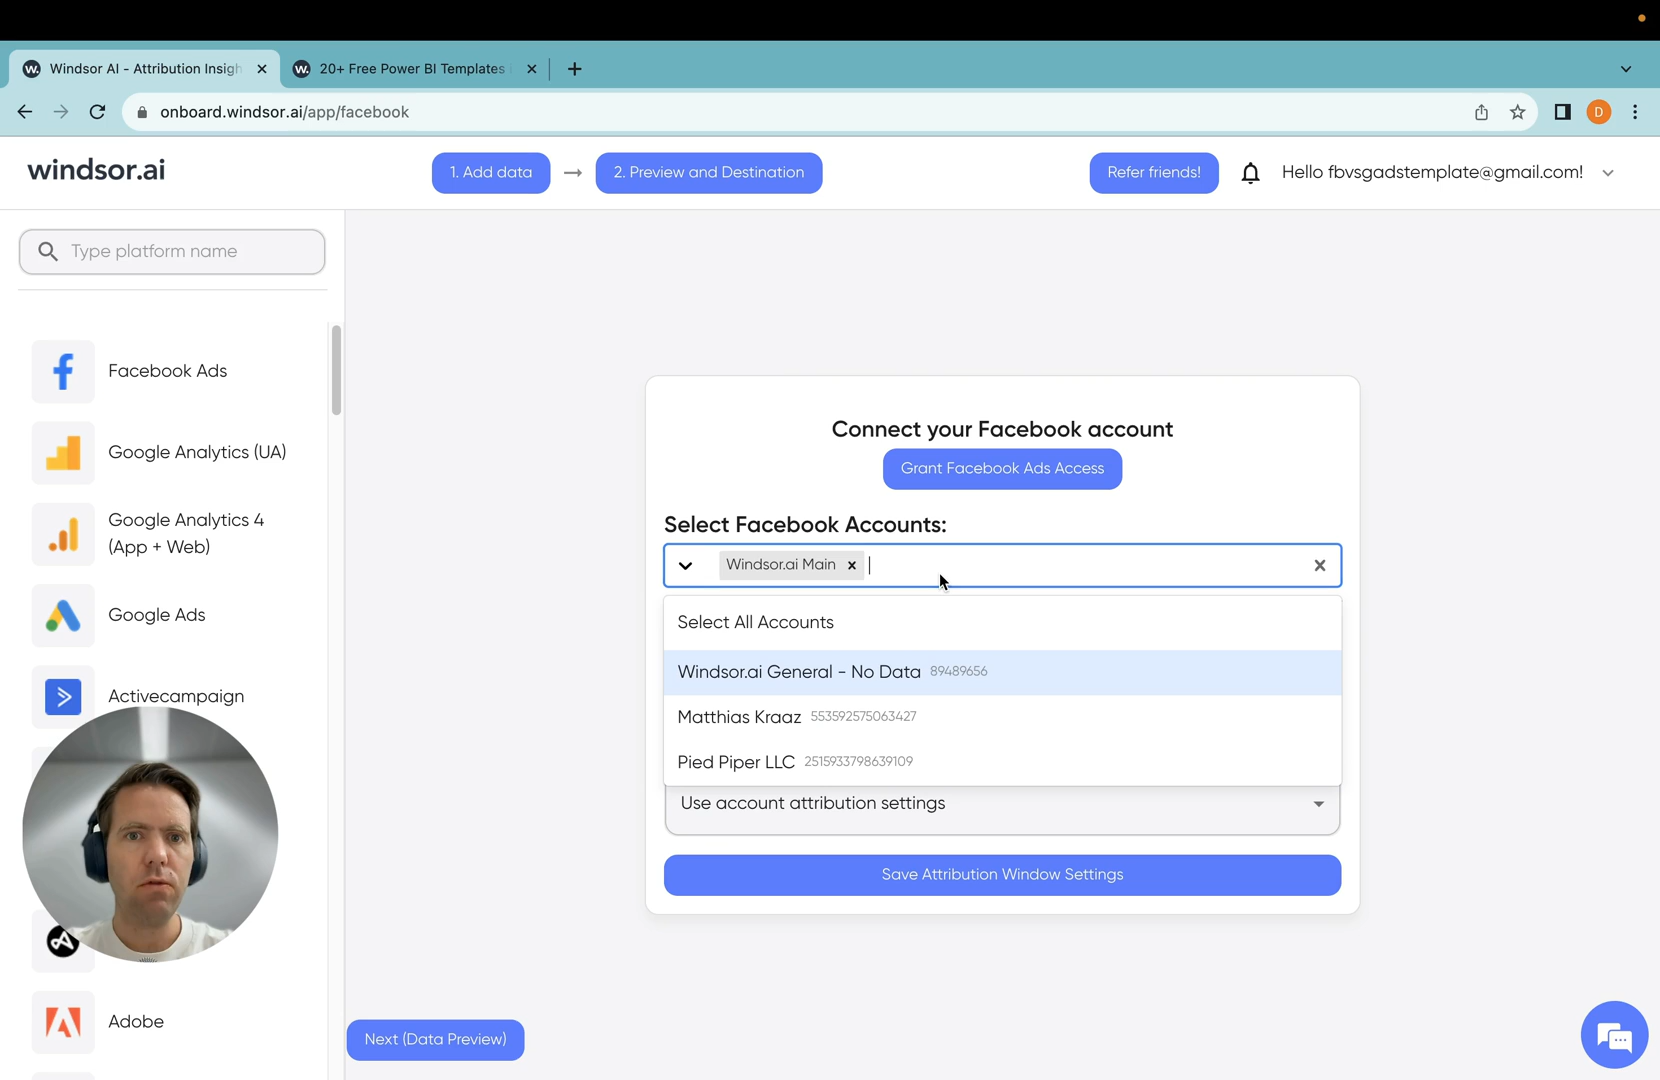 Windsor AI - Attribution Insigh
20+ Free Power BI Templates
onboard.windsor.ai/app/facebook
D
windsor.ai
1. Add data → 2. Preview and Destination
Refer friends!
Hello fbvsgadstemplate@gmail.com!
Type platform name
Facebook Ads
Google Analytics (UA)
Google Analytics 4
(App + Web)
Google Ads
Activecampaign
Adobe
Connect your Facebook account
Grant Facebook Ads Access
Select Facebook Accounts:
Windsor.ai Main
Select All Accounts
Windsor.ai General - No Data 89489656
Matthias Kraaz 553592575063427
Pied Piper LLC 2515933798639109
Use account attribution settings
Save Attribution Window Settings
Next (Data Preview)